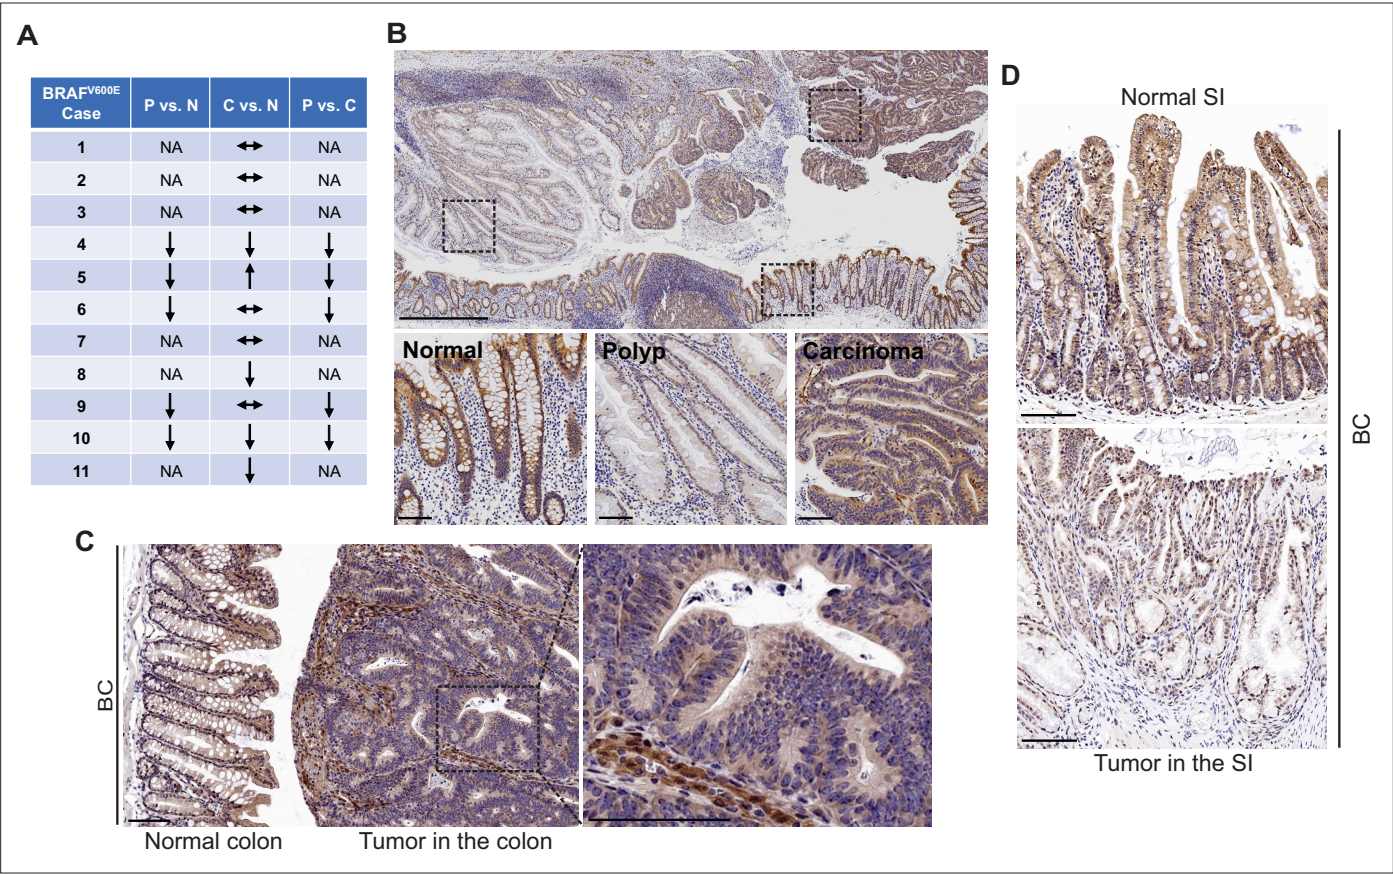 A
BRAFV600E Case P vs. N C vs. N P vs. C
1 NA ↔ NA
2 NA ↔ NA
3 NA ↔ NA
4 ↓ ↓ ↓
5 ↓ ↑ ↓
6 ↓ ↔ ↓
7 NA ↔ NA
8 NA ↓ NA
9 ↓ ↔ ↓
10 ↓ ↓ ↓
11 NA ↓ NA
B
Normal
Polyp
Carcinoma
C
BC
Normal colon
Tumor in the colon
D
Normal SI
BC
Tumor in the SI